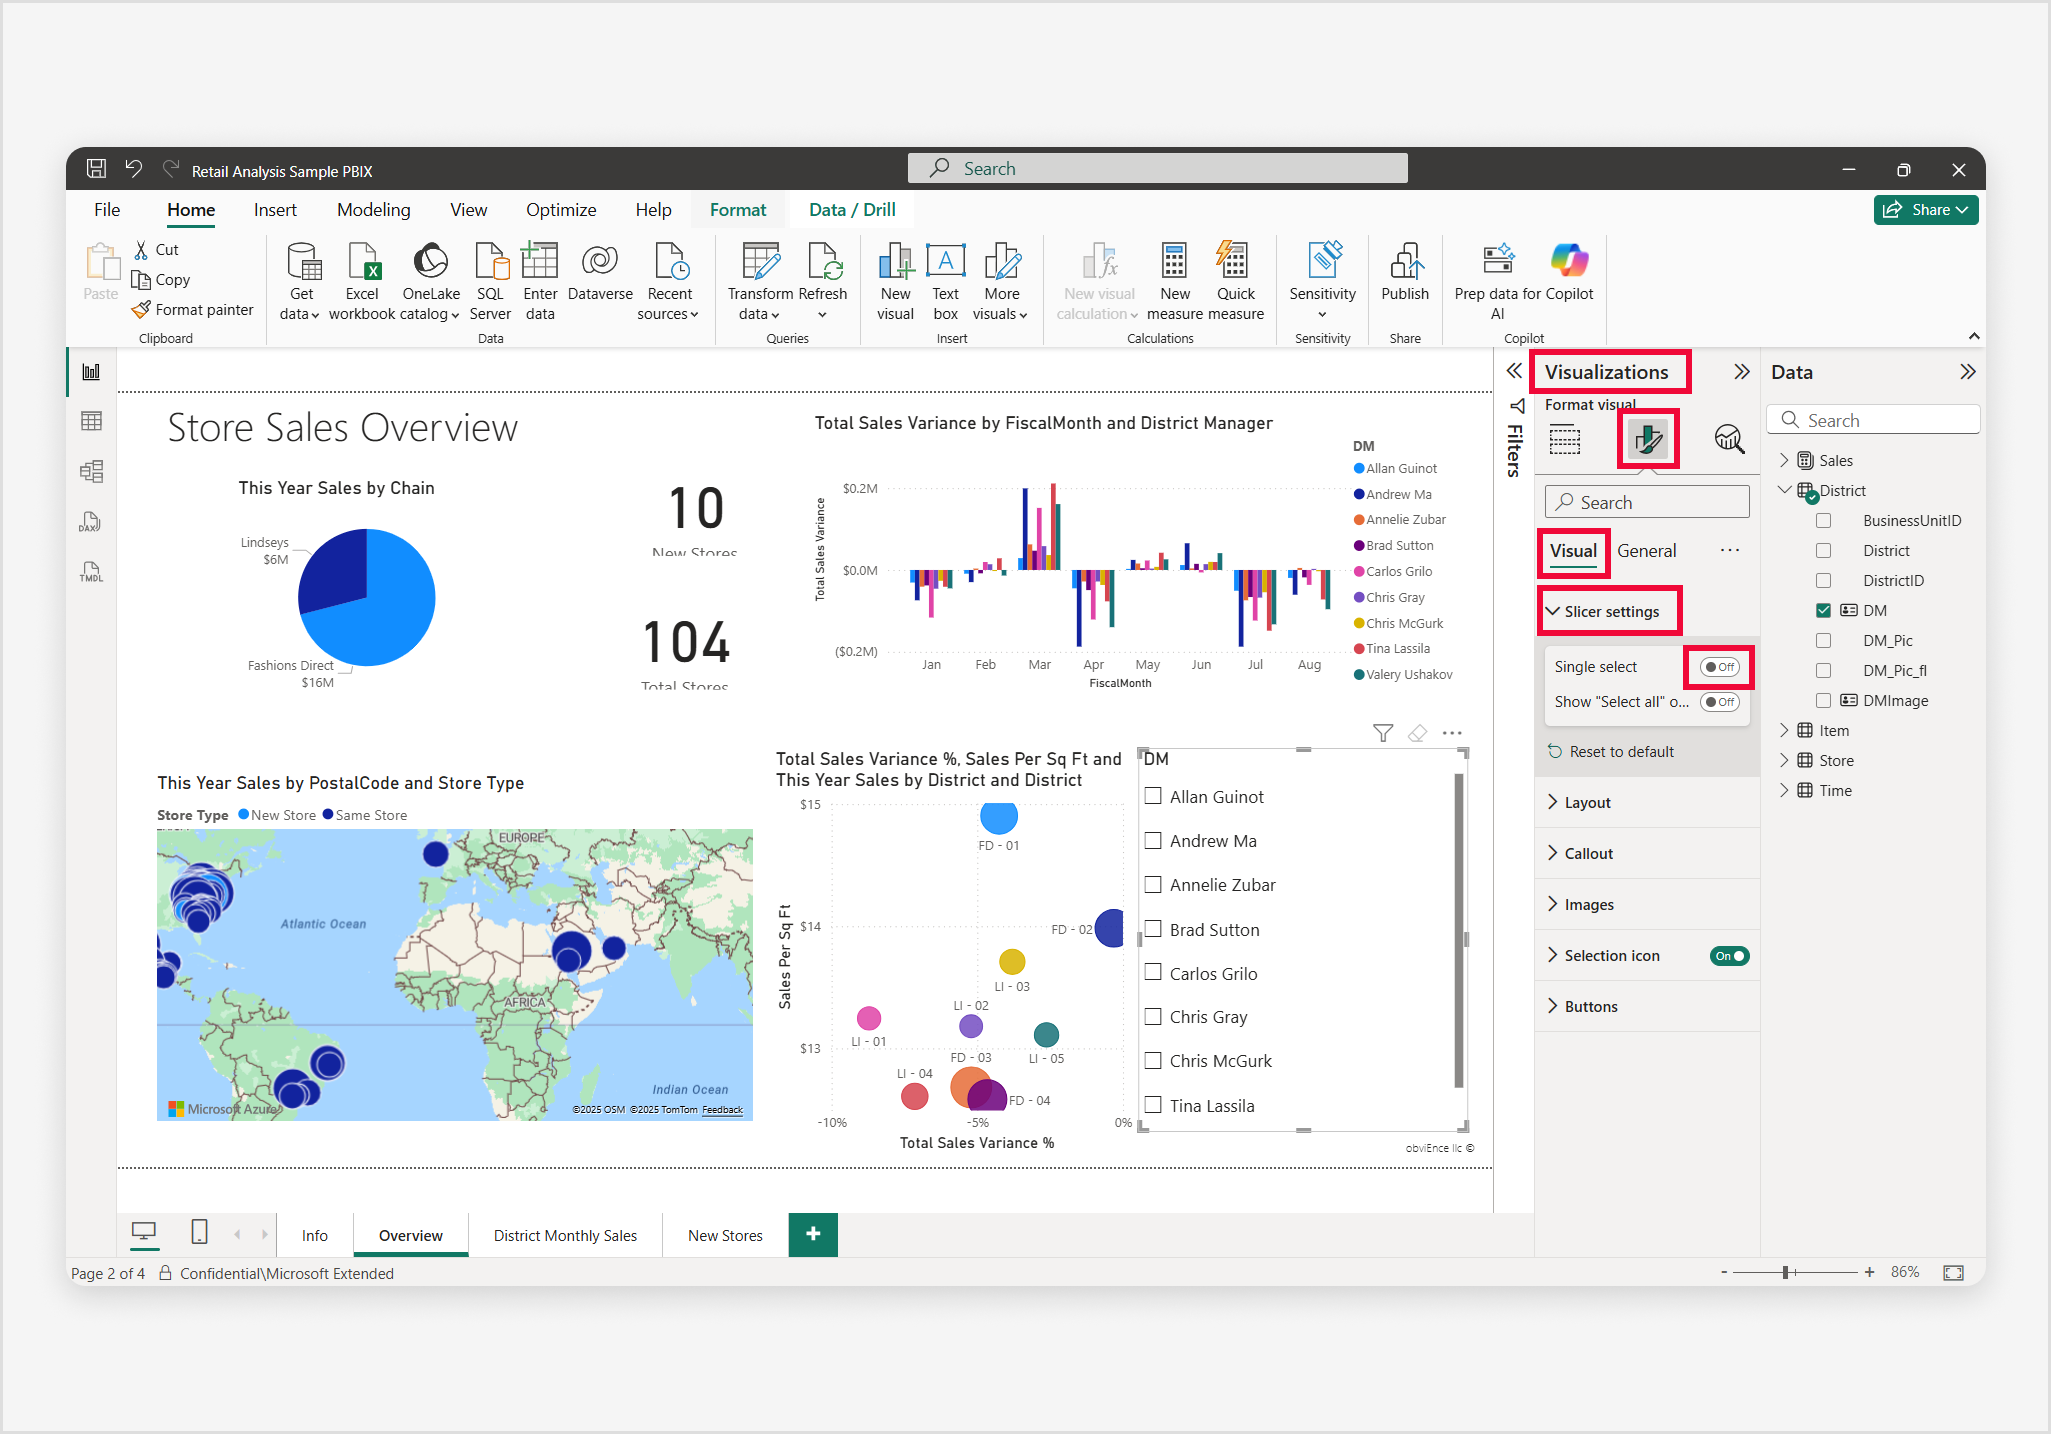 Retail Analysis Sample PBIX
Search
File
Home
Insert
Modeling
View
Optimize
Help
Format
Data / Drill
Share
Paste
Cut
Copy
Format painter
Clipboard
Get data
Excel workbook
OneLake catalog
SQL Server
Enter data
Dataverse
Recent sources
Data
Transform data
Refresh
Queries
New visual
Text box
More visuals
Insert
New visual calculation
New measure
Quick measure
Calculations
Sensitivity
Sensitivity
Publish
Share
Prep data for AI
Copilot
Copilot
DAX
TMDL
Store Sales Overview
This Year Sales by Chain
Lindseys
$6M
Fashions Direct
$16M
10
New Stores
104
Total Stores
Total Sales Variance by FiscalMonth and District Manager
Total Sales Variance
$0.2M
$0.0M
($0.2M)
Jan
Feb
Mar
Apr
May
Jun
Jul
Aug
FiscalMonth
DM
Allan Guinot
Andrew Ma
Annelie Zubar
Brad Sutton
Carlos Grilo
Chris Gray
Chris McGurk
Tina Lassila
Valery Ushakov
This Year Sales by PostalCode and Store Type
Store Type
New Store
Same Store
EUROPE
Atlantic Ocean
AFRICA
Indian Ocean
Microsoft Azure
©2025 OSM ©2025 TomTom Feedback
Total Sales Variance %, Sales Per Sq Ft and
This Year Sales by District and District
Sales Per Sq Ft
$15
$14
$13
FD - 01
FD - 02
LI - 03
LI - 02
LI - 01
FD - 03
LI - 05
LI - 04
FD - 04
-10%
-5%
0%
Total Sales Variance %
DM
Allan Guinot
Andrew Ma
Annelie Zubar
Brad Sutton
Carlos Grilo
Chris Gray
Chris McGurk
Tina Lassila
obviEnce llc ©
Filters
Visualizations
Format visual
Search
Visual
General
Slicer settings
Single select
Off
Show "Select all" o...
Off
Reset to default
Layout
Callout
Images
Selection icon
On
Buttons
Data
Search
Sales
District
BusinessUnitID
District
DistrictID
DM
DM_Pic
DM_Pic_fl
DMImage
Item
Store
Time
Info
Overview
District Monthly Sales
New Stores
+
Page 2 of 4
Confidential\Microsoft Extended
-
+
86%